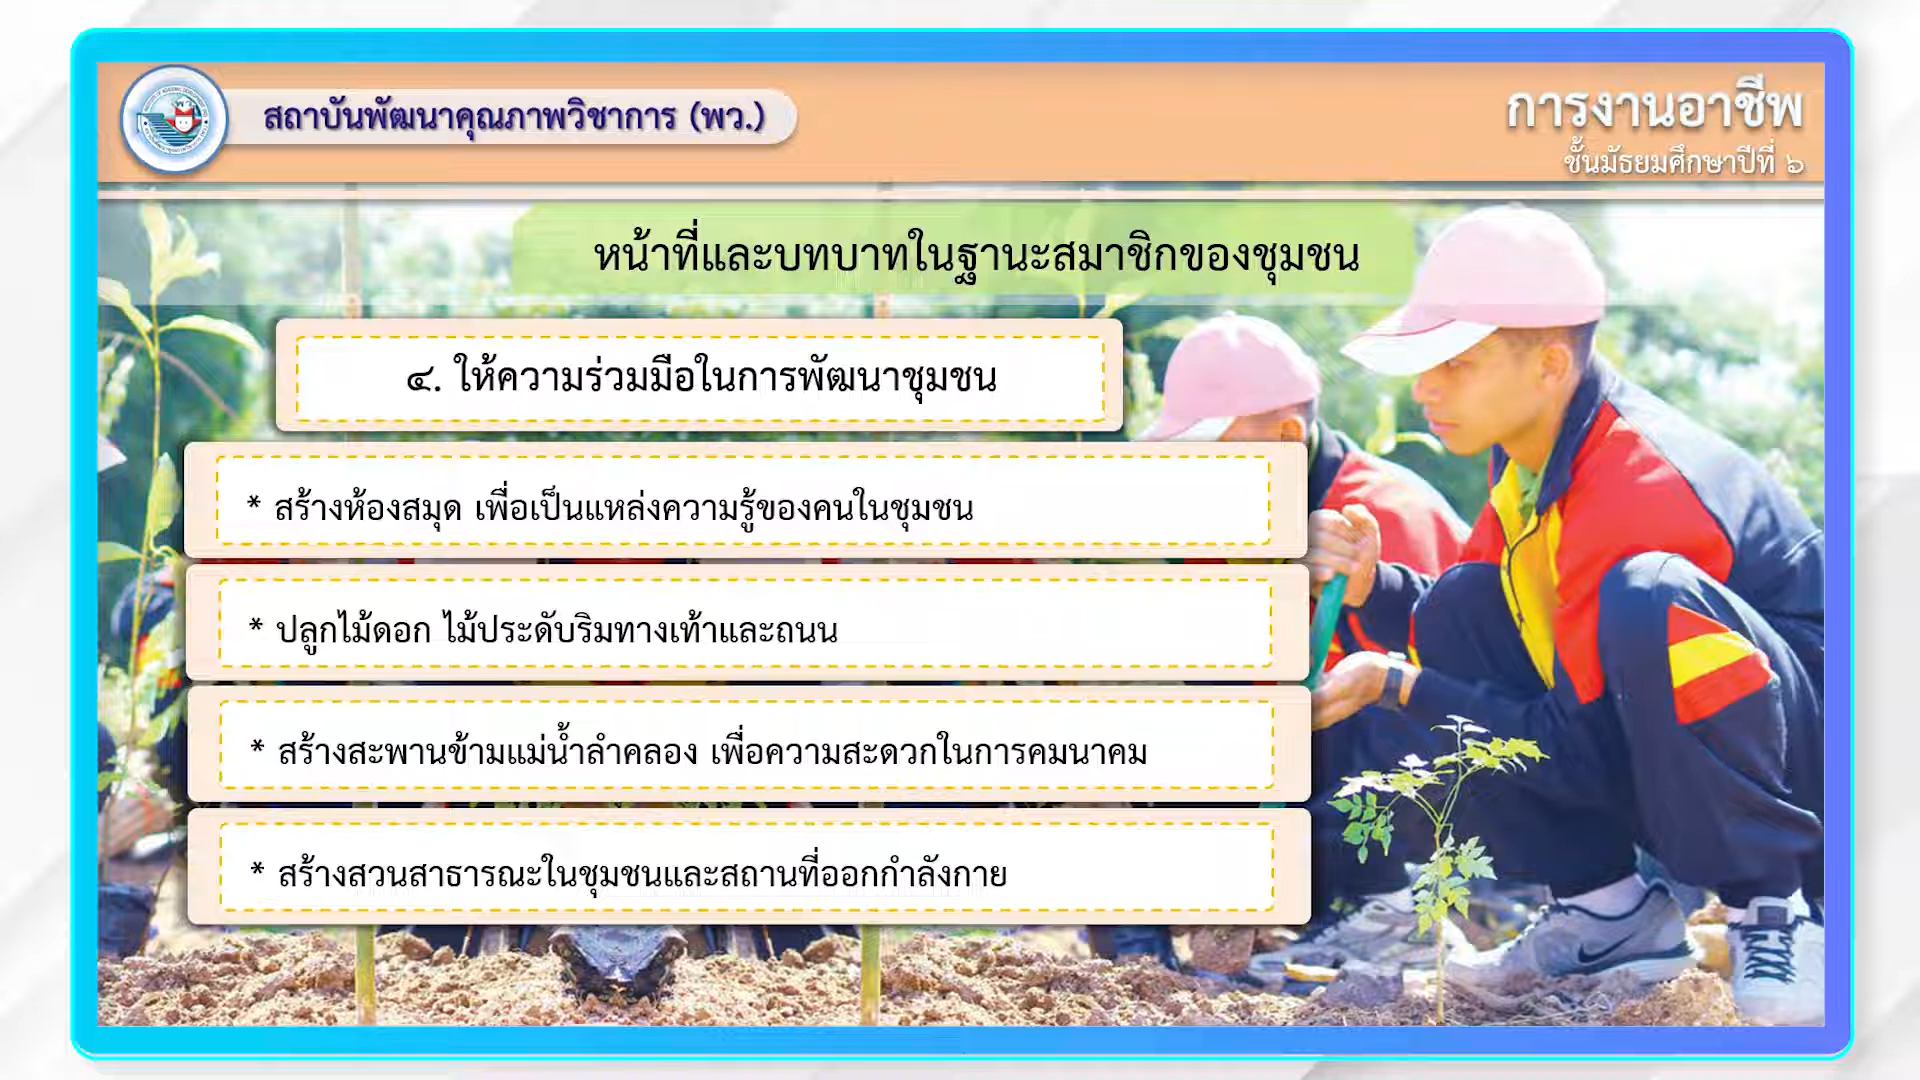 สถาบันพัฒนาคุณภาพวิชาการ (พว.)
การงานอาชีพ
ชั้นมัธยมศึกษาปีที่ ๖
หน้าที่และบทบาทในฐานะสมาชิกของชุมชน
๔. ให้ความร่วมมือในการพัฒนาชุมชน
* สร้างห้องสมุด เพื่อเป็นแหล่งความรู้ของคนในชุมชน
* ปลูกไม้ดอก ไม้ประดับริมทางเท้าและถนน
* สร้างสะพานข้ามแม่น้ำลำคลอง เพื่อความสะดวกในการคมนาคม
* สร้างสวนสาธารณะในชุมชนและสถานที่ออกกำลังกาย